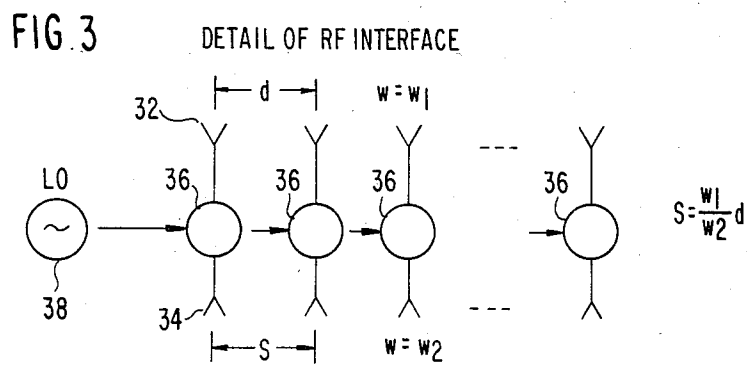 FIG. 3
DETAIL OF RF INTERFACE
d
w = w1
32
LO
36
36
36
36
---
S = w1/w2 d
~
38
34
S
w = w2
---